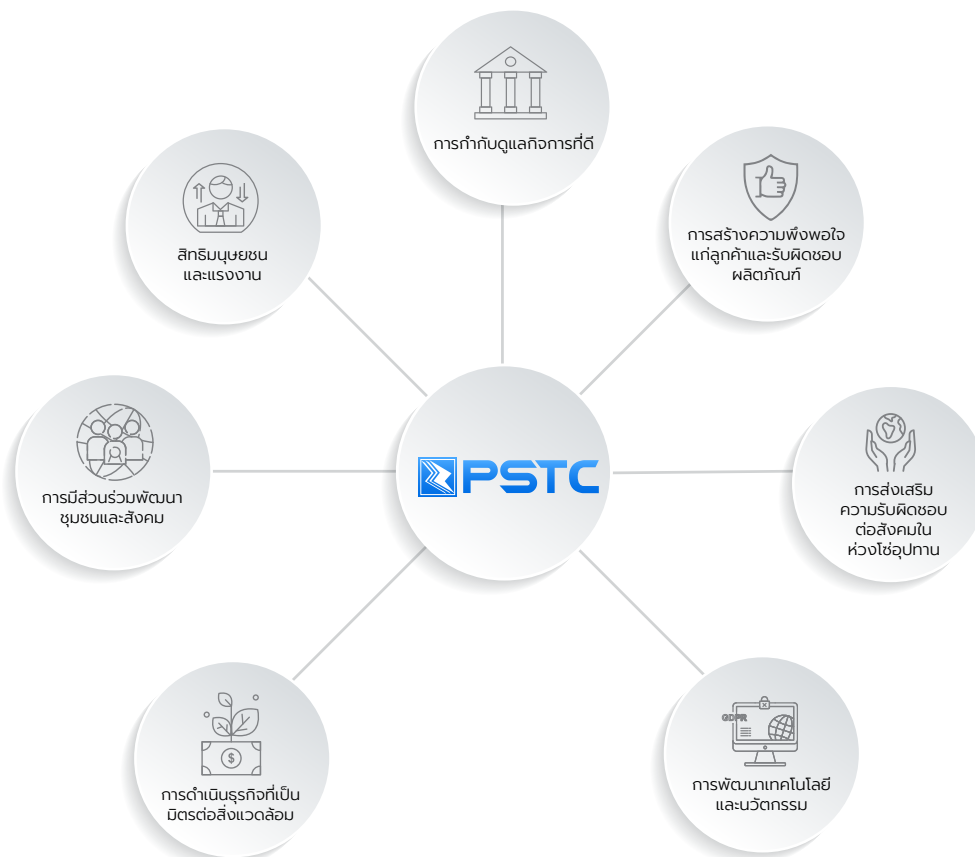 การกำกับดูแลกิจการที่ดี
การสร้างความพึงพอใจ
แก่ลูกค้าและรับผิดชอบ
ผลิตภัณฑ์
สิทธิมนุษยชน
และแรงงาน
PSTC
การมีส่วนร่วมพัฒนา
ชุมชนและสังคม
การส่งเสริม
ความรับผิดชอบ
ต่อสังคมใน
ห่วงโซ่อุปทาน
GDPR
การพัฒนาเทคโนโลยี
และนวัตกรรม
$
การดำเนินธุรกิจที่เป็น
มิตรต่อสิ่งแวดล้อม